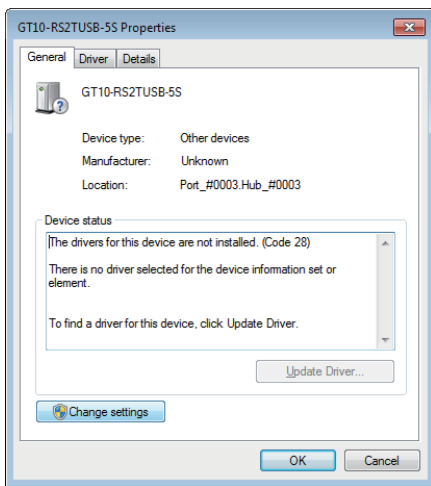 GT10-RS2TUSB-5S Properties
General Driver Details
GT10-RS2TUSB-5S
Device type: Other devices
Manufacturer: Unknown
Location: Port_#0003.Hub_#0003
Device status
The drivers for this device are not installed. (Code 28)
There is no driver selected for the device information set or
element.
To find a driver for this device, click Update Driver.
Update Driver...
Change settings
OK Cancel